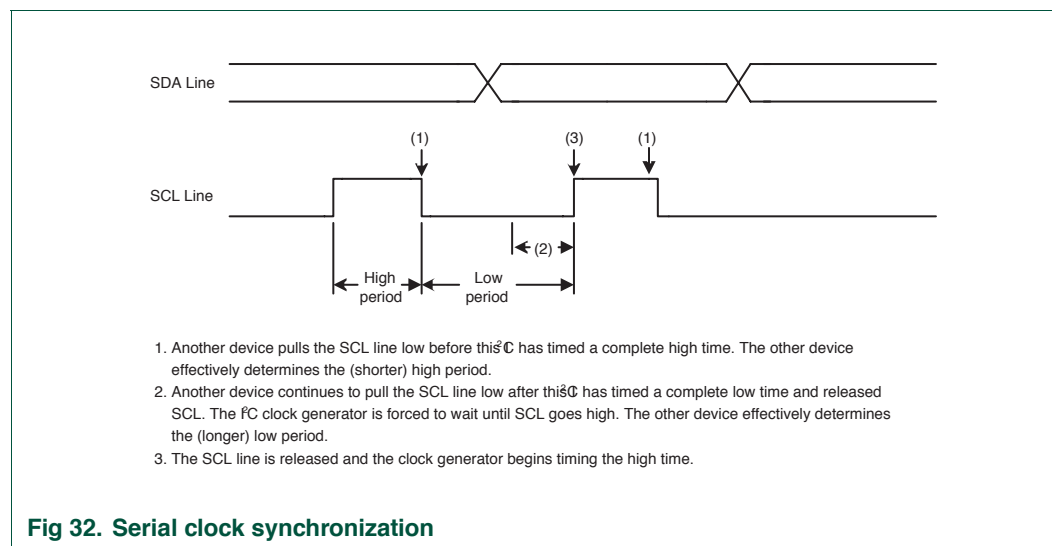 SDA Line
(1) (3) (1)
SCL Line
(2)
High period
Low period
1. Another device pulls the SCL line low before this I²C has timed a complete high time. The other device
effectively determines the (shorter) high period.
2. Another device continues to pull the SCL line low after this I²C has timed a complete low time and released
SCL. The I²C clock generator is forced to wait until SCL goes high. The other device effectively determines
the (longer) low period.
3. The SCL line is released and the clock generator begins timing the high time.
Fig 32. Serial clock synchronization